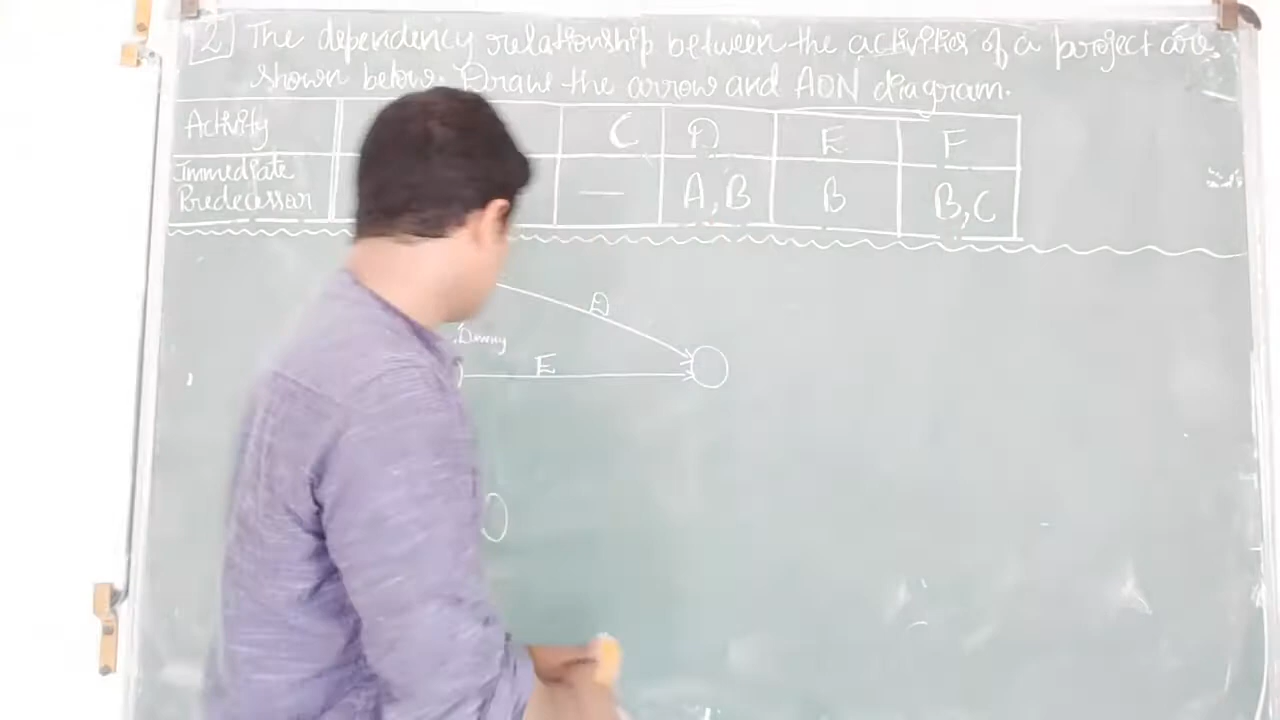 2 The dependency relationship between the activities of a project are
shown below. Draw the arrow and AON diagram.
Activity C D E F
Immediate
Predecessor — A,B B B,C
D
Dummy
E